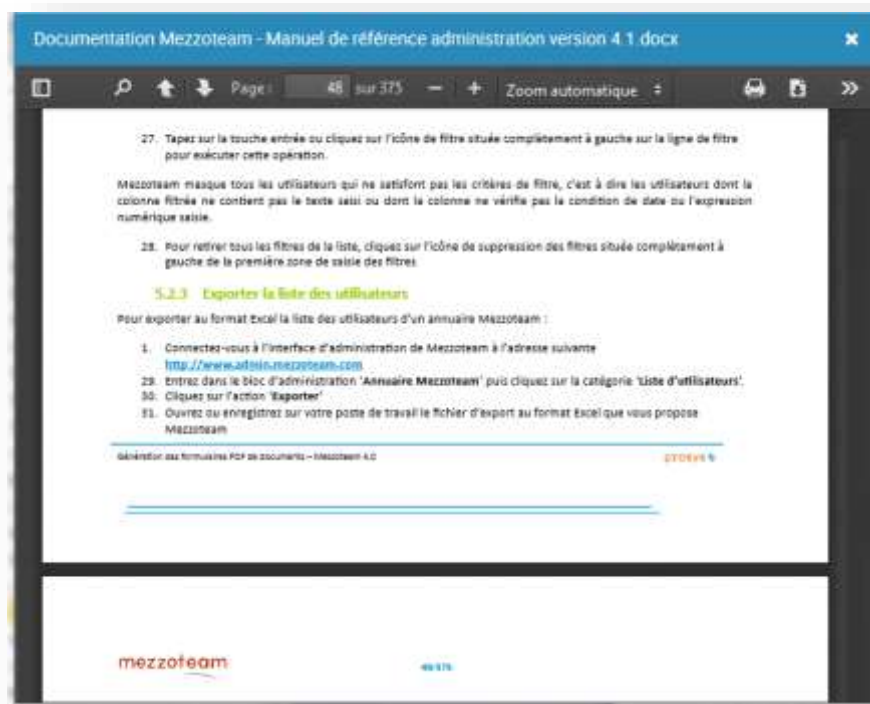 Documentation Mezzoteam - Manuel de référence administration version 4.1.docx
Page : 48 sur 375 Zoom automatique
27. Tapez sur la touche entrée ou cliquez sur l'icône de filtre située complètement à gauche sur la ligne de filtre
pour exécuter cette opération.
Mezzoteam masque tous les utilisateurs qui ne satisfont pas les critères de filtre, c'est à dire les utilisateurs dont la
colonne filtrée ne contient pas le texte saisi ou dont la colonne ne vérifie pas la condition de date ou l'expression
numérique saisie.
28. Pour retirer tous les filtres de la liste, cliquez sur l'icône de suppression des filtres située complètement à
gauche de la première zone de saisie des filtres
5.2.3 Exporter la liste des utilisateurs
Pour exporter au format Excel la liste des utilisateurs d'un annuaire Mezzoteam :
1. Connectez-vous à l'interface d'administration de Mezzoteam à l'adresse suivante
http://www.admin.mezzoteam.com
29. Entrez dans le bloc d'administration 'Annuaire Mezzoteam' puis cliquez sur la catégorie 'Liste d'utilisateurs'.
30. Cliquez sur l'action 'Exporter'
31. Ouvrez ou enregistrez sur votre poste de travail le fichier d'export au format Excel que vous propose
Mezzoteam
Génération des formulaires PDF de documents – Mezzoteam 4.0
mezzoteam